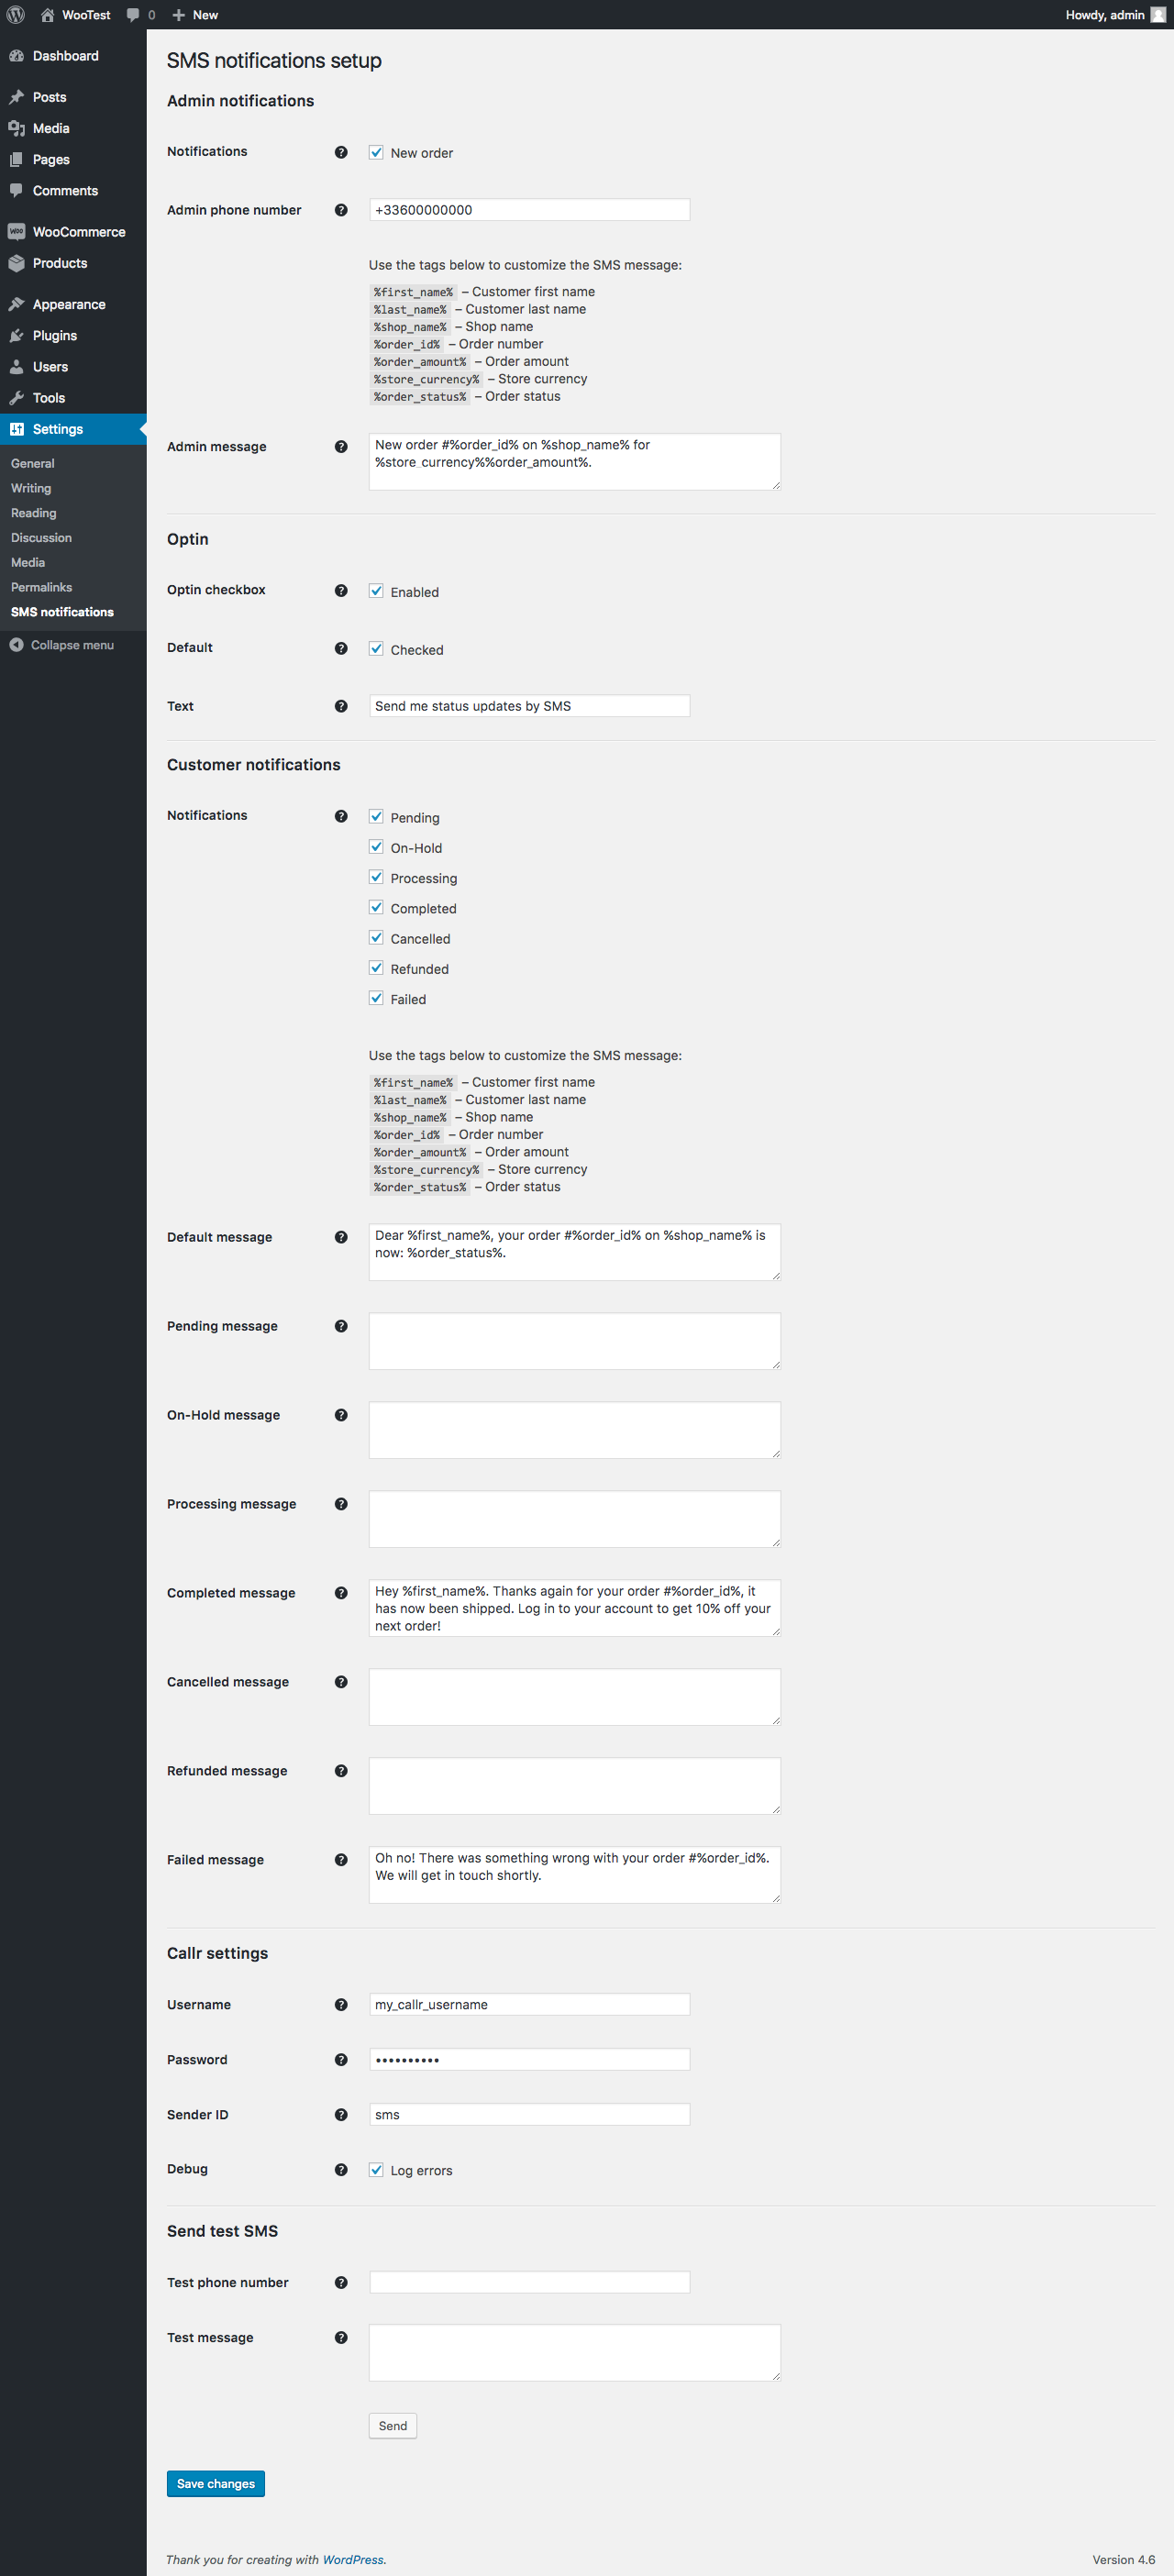 WooTest 0 New Howdy, admin
Dashboard
Posts
Media
Pages
Comments
WooCommerce
Products
Appearance
Plugins
Users
Tools
Settings
General
Writing
Reading
Discussion
Media
Permalinks
SMS notifications
Collapse menu
SMS notifications setup
Admin notifications
Notifications ? New order
Admin phone number ? +33600000000
Use the tags below to customize the SMS message:
%first_name% – Customer first name
%last_name% – Customer last name
%shop_name% – Shop name
%order_id% – Order number
%order_amount% – Order amount
%store_currency% – Store currency
%order_status% – Order status
Admin message ? New order #%order_id% on %shop_name% for
%store_currency%%order_amount%.
Optin
Optin checkbox ? Enabled
Default ? Checked
Text ? Send me status updates by SMS
Customer notifications
Notifications ? Pending
On-Hold
Processing
Completed
Cancelled
Refunded
Failed
Use the tags below to customize the SMS message:
%first_name% – Customer first name
%last_name% – Customer last name
%shop_name% – Shop name
%order_id% – Order number
%order_amount% – Order amount
%store_currency% – Store currency
%order_status% – Order status
Default message ? Dear %first_name%, your order #%order_id% on %shop_name% is
now: %order_status%.
Pending message ?
On-Hold message ?
Processing message ?
Completed message ? Hey %first_name%. Thanks again for your order #%order_id%, it
has now been shipped. Log in to your account to get 10% off your
next order!
Cancelled message ?
Refunded message ?
Failed message ? Oh no! There was something wrong with your order #%order_id%.
We will get in touch shortly.
Callr settings
Username ? my_callr_username
Password ? ••••••••••
Sender ID ? sms
Debug ? Log errors
Send test SMS
Test phone number ?
Test message ?
Send
Save changes
Thank you for creating with WordPress. Version 4.6